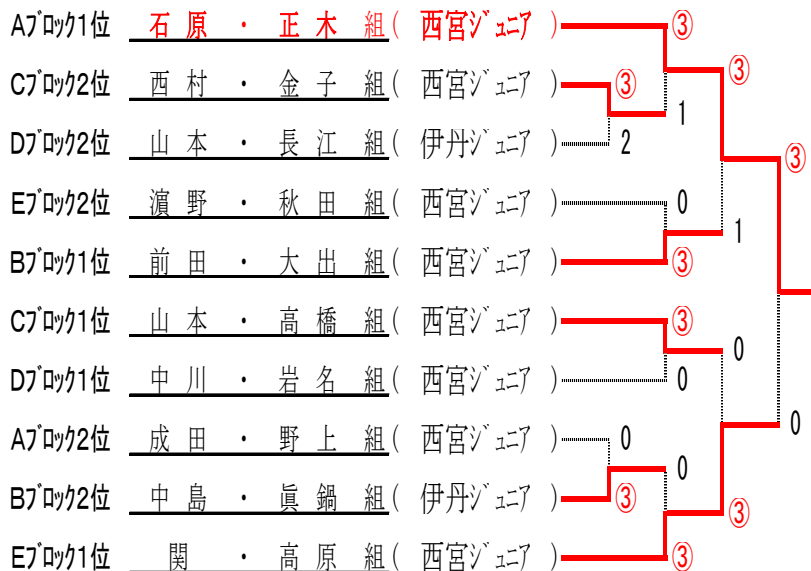 Aブロック1位 石原・正木 組( 西宮ジュニア ) ③
③
Cブロック2位 西村・金子 組( 西宮ジュニア ) ③
1
Dブロック2位 山本・長江 組( 伊丹ジュニア ) 2
③
Eブロック2位 濵野・秋田 組( 西宮ジュニア ) 0
1
Bブロック1位 前田・大出 組( 西宮ジュニア ) ③
Cブロック1位 山本・高橋 組( 西宮ジュニア ) ③
0
Dブロック1位 中川・岩名 組( 西宮ジュニア ) 0
0
Aブロック2位 成田・野上 組( 西宮ジュニア ) 0
0
Bブロック2位 中島・眞鍋 組( 伊丹ジュニア ) ③
③
Eブロック1位 関・高原 組( 西宮ジュニア ) ③